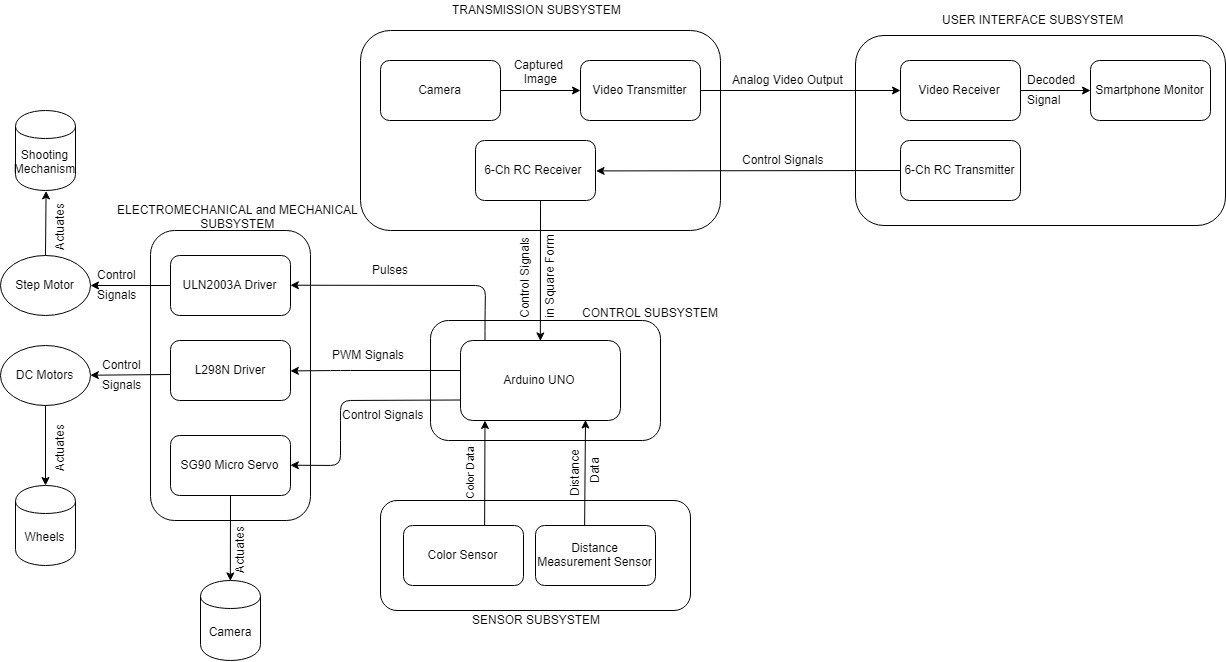 TRANSMISSION SUBSYSTEM
USER INTERFACE SUBSYSTEM
Camera
Captured
Image
Video Transmitter
Analog Video Output
Video Receiver
Decoded
Signal
Smartphone Monitor
6-Ch RC Receiver
Control Signals
6-Ch RC Transmitter
Shooting
Mechanism
Actuates
ELECTROMECHANICAL and MECHANICAL
SUBSYSTEM
Step Motor
Control
Signals
ULN2003A Driver
Pulses
Control Signals
in Square Form
CONTROL SUBSYSTEM
DC Motors
Control
Signals
L298N Driver
PWM Signals
Arduino UNO
Control Signals
Actuates
SG90 Micro Servo
Color Data
Distance
Data
Wheels
Actuates
Camera
Color Sensor
Distance
Measurement Sensor
SENSOR SUBSYSTEM